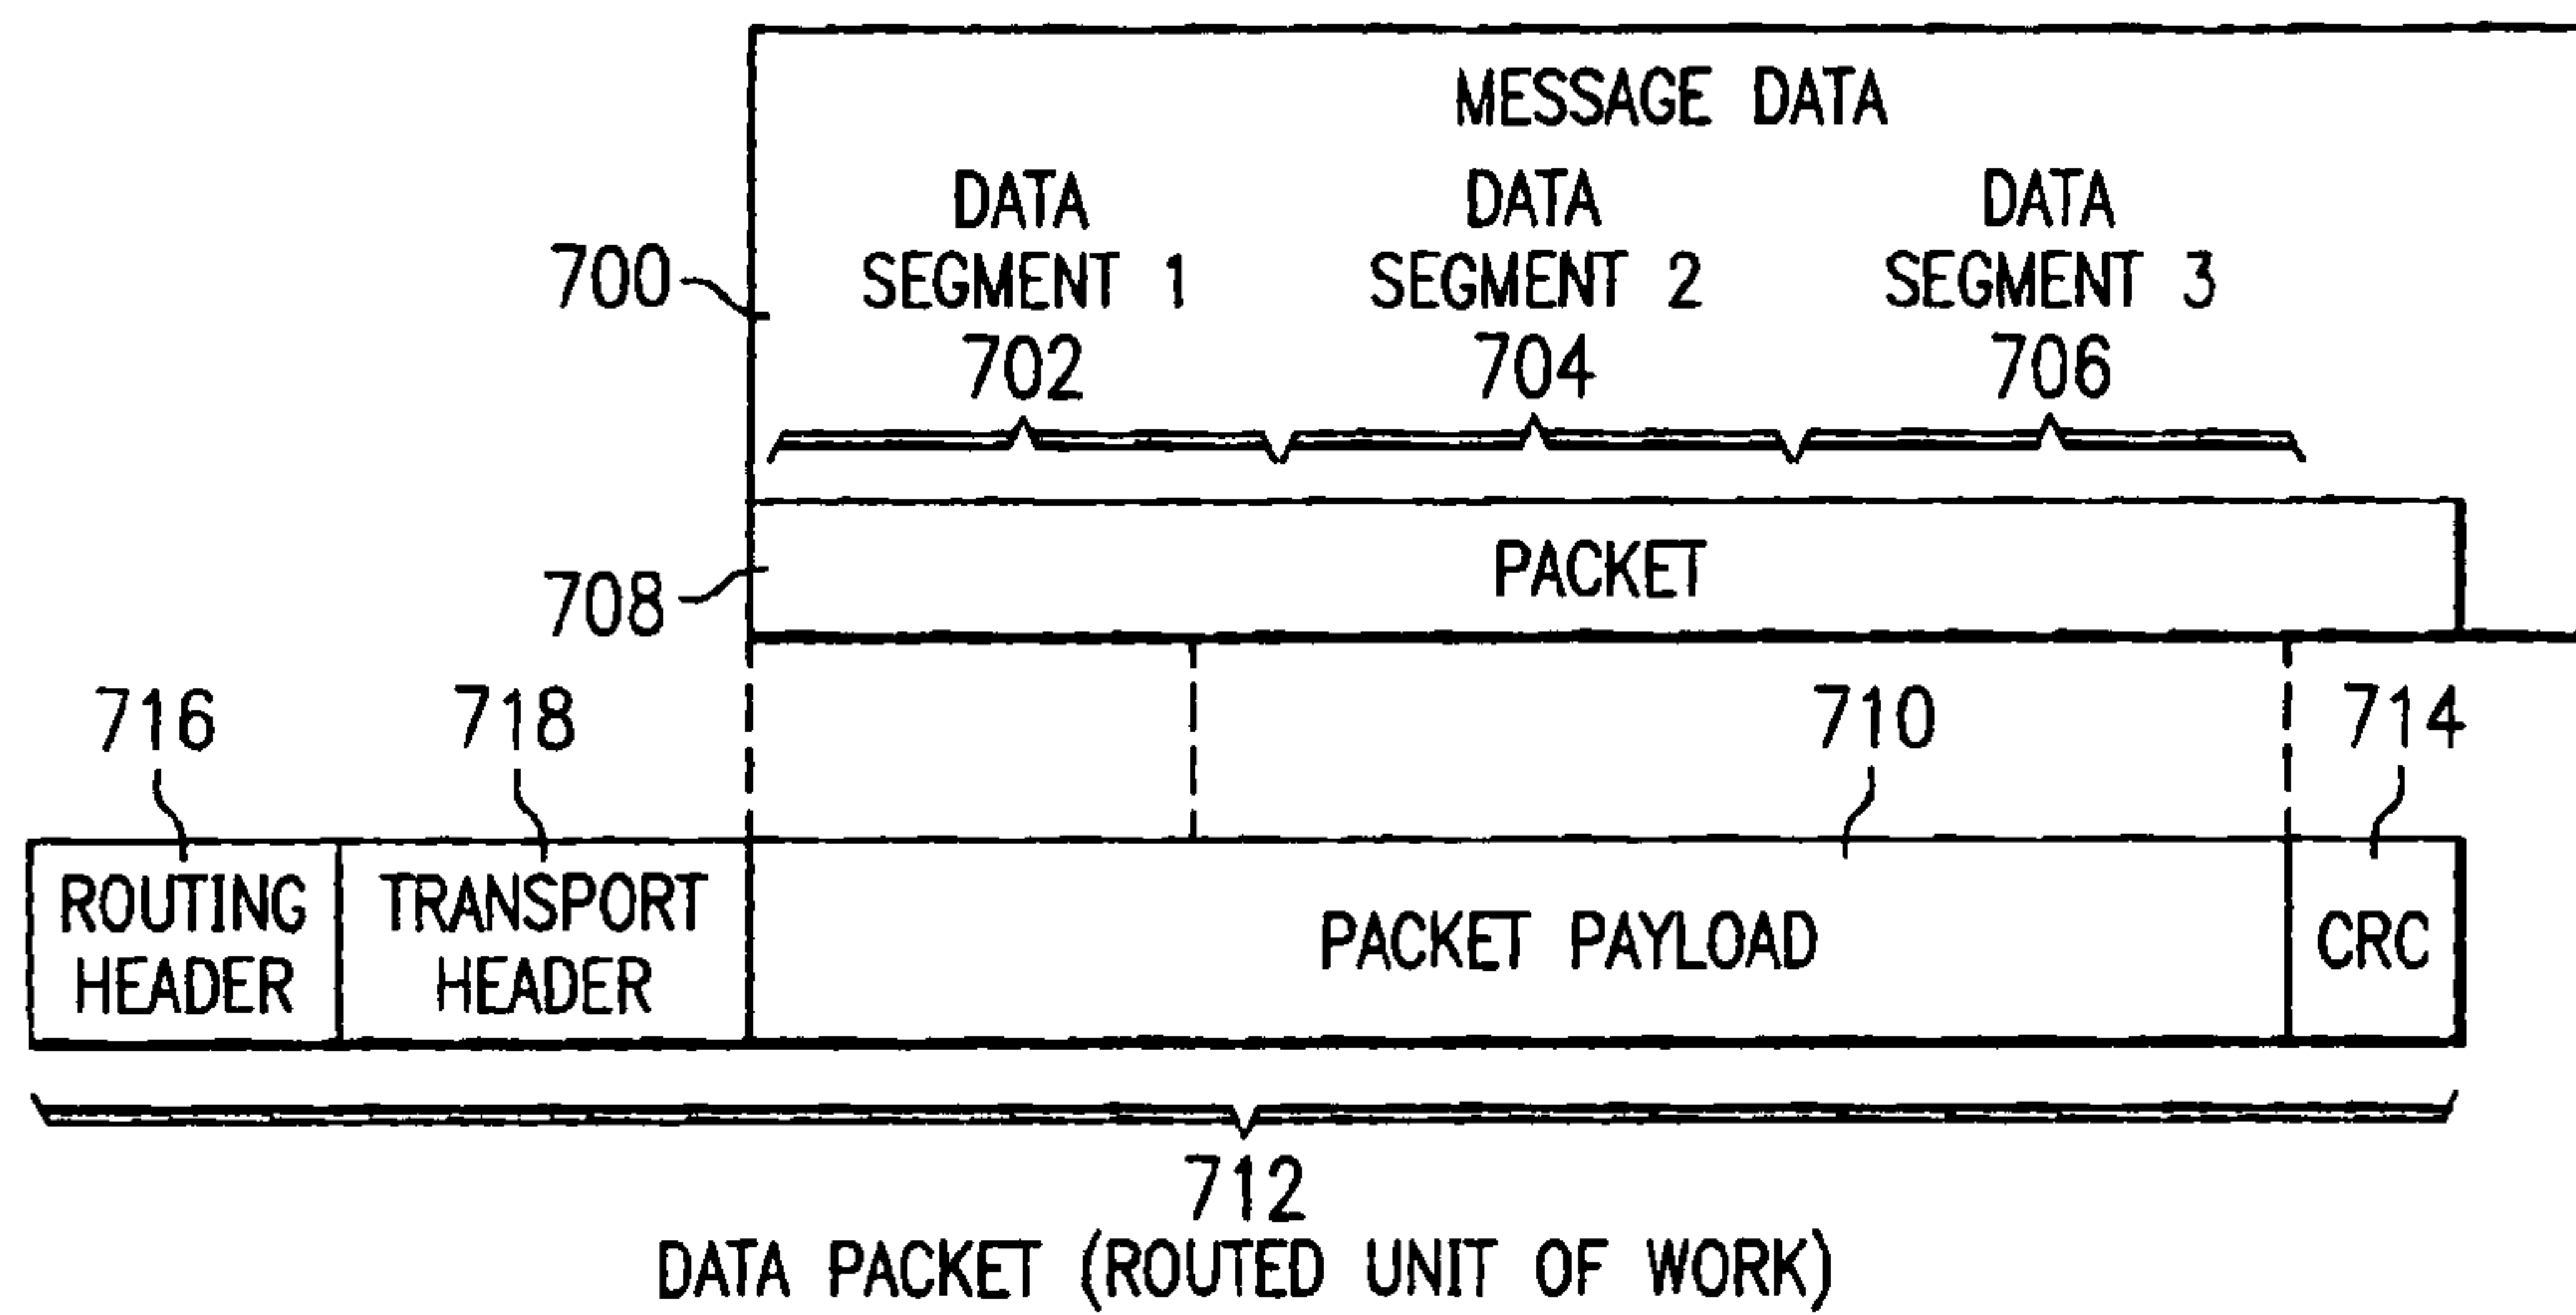 MESSAGE DATA
DATA SEGMENT 1
702
DATA SEGMENT 2
704
DATA SEGMENT 3
706
700
PACKET
708
716
718
710
714
ROUTING HEADER
TRANSPORT HEADER
PACKET PAYLOAD
CRC
712
DATA PACKET (ROUTED UNIT OF WORK)